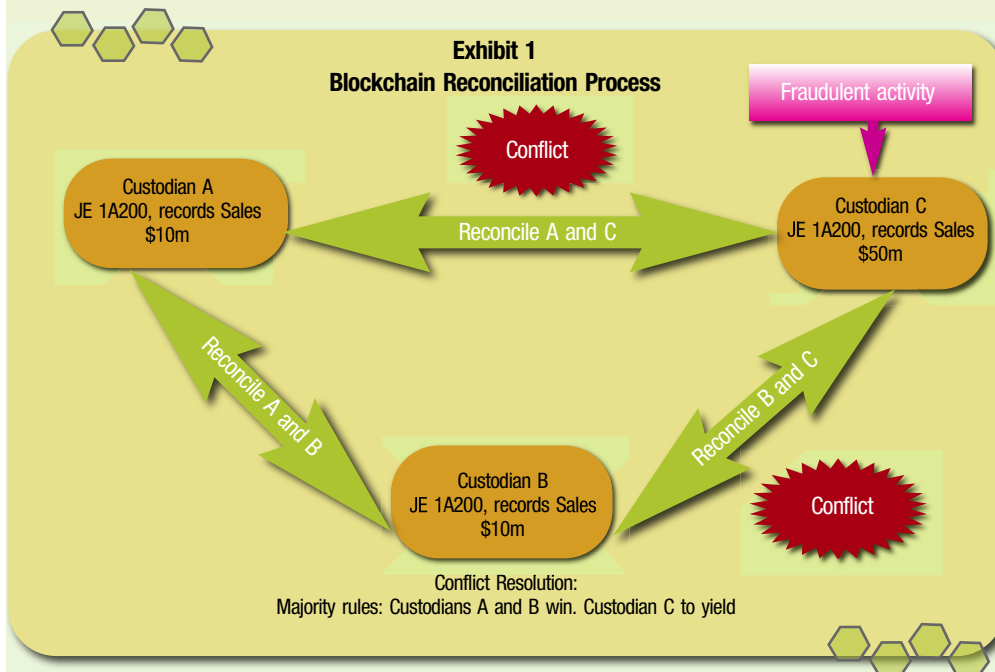 Exhibit 1
Blockchain Reconciliation Process
Fraudulent activity
Conflict
Custodian A
JE 1A200, records Sales
$10m
Reconcile A and C
Custodian C
JE 1A200, records Sales
$50m
Reconcile A and B
Reconcile B and C
Custodian B
JE 1A200, records Sales
$10m
Conflict
Conflict Resolution:
Majority rules: Custodians A and B win. Custodian C to yield